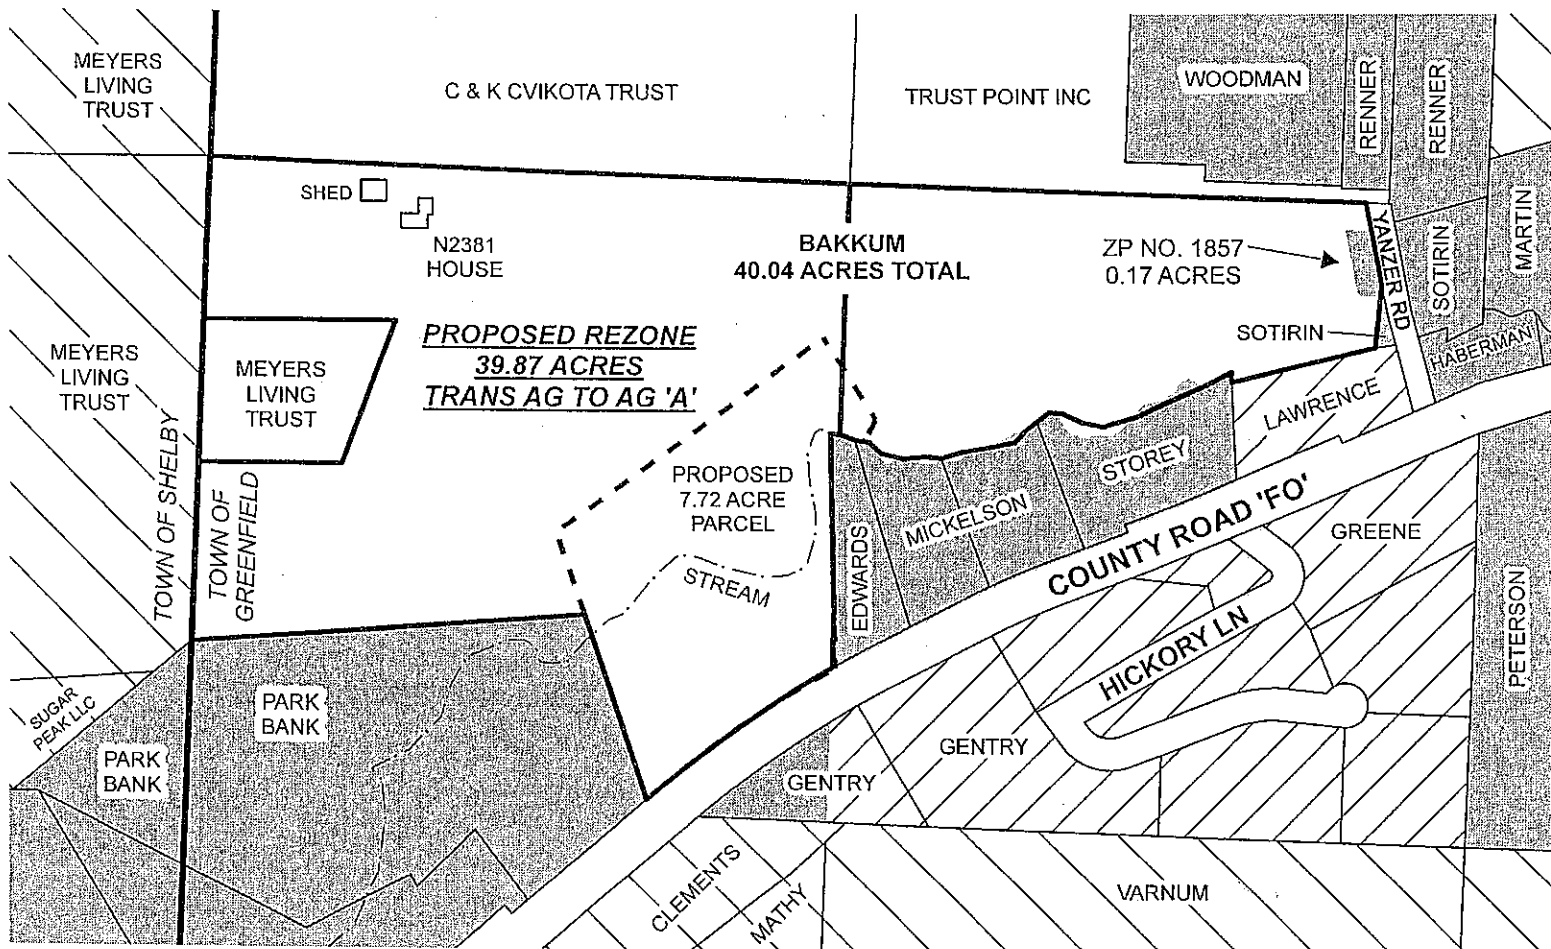 MEYERS
LIVING
TRUST
C & K CVIKOTA TRUST
TRUST POINT INC
WOODMAN
RENNER
RENNER
SHED
N2381
HOUSE
BAKKUM
40.04 ACRES TOTAL
ZP NO. 1857
0.17 ACRES
YANZER RD
SOTIRIN
MARTIN
SOTIRIN
HABERMAN
PROPOSED REZONE
39.87 ACRES
TRANS AG TO AG 'A'
MEYERS
LIVING
TRUST
MEYERS
LIVING
TRUST
LAWRENCE
TOWN OF SHELBY
TOWN OF
GREENFIELD
PROPOSED
7.72 ACRE
PARCEL
STREAM
EDWARDS
MICKELSON
STOREY
COUNTY ROAD 'FO'
GREENE
PETERSON
HICKORY LN
SUGAR
PEAK LLC
PARK
BANK
PARK
BANK
GENTRY
GENTRY
CLEMENTS
MATHY
VARNUM